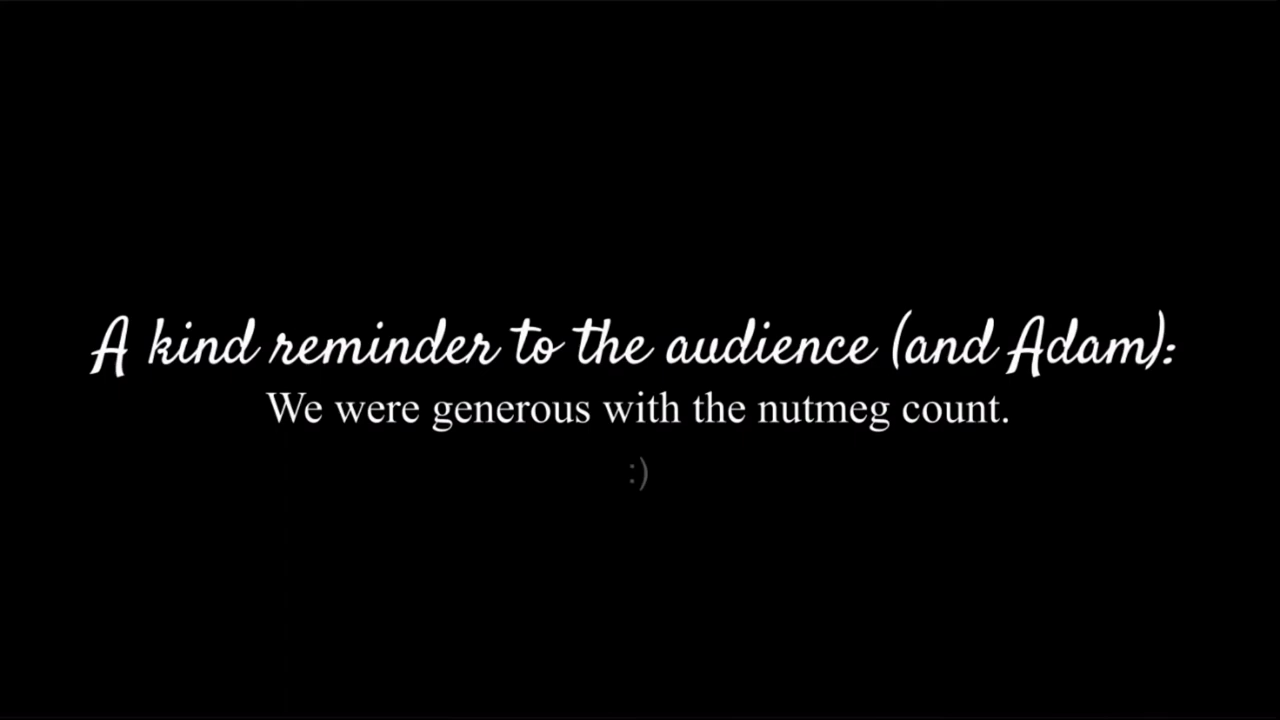 A kind reminder to the audience (and Adam):
We were generous with the nutmeg count.
:)